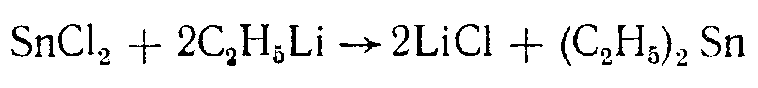 SnCl₂ + 2C₂H₅Li → 2LiCl + (C₂H₅)₂ Sn